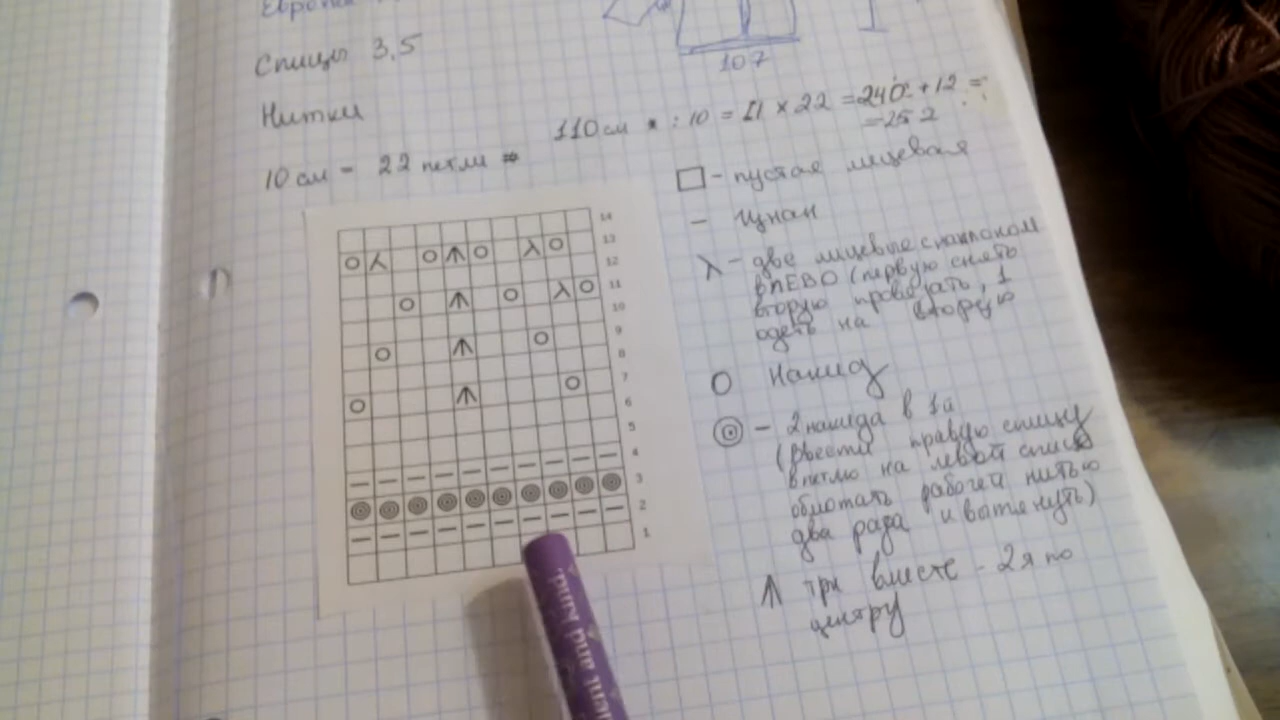 Европе
Спицы 3,5
107
Нитки
110 см : 10 = 11 × 22 = 240 + 12 =
= 252
10 см - 22 петли
□ - пустая лицевая
14
13
12
11
10
9
8
7
6
5
4
3
2
1
λ - две лицевые с наклоном
вЛЕВО (первую снять
вторую провязать, 1
одеть на вторую
O Накид
◎ - 2 накида в 1й
(Ввести правую спицу
в петлю на левой спице
обмотать рабочей нитью
два раза и вытянуть)
три вместе - 2я по
центру